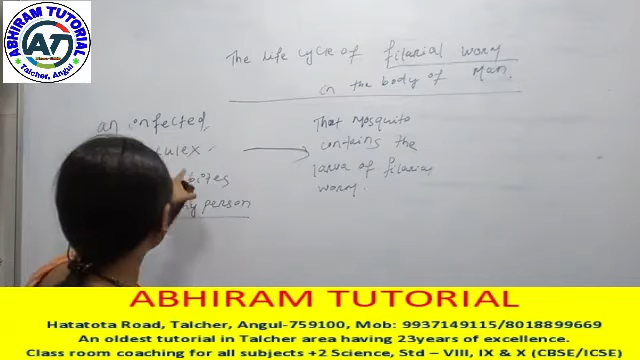 ABHIRAM TUTORIAL
AT
Talcher, Angul
The life cycle of filarial worm
in the body of Man.
an infected
culex
bites
person
That Mosquito
contains the
larva of filarial
worm.
ABHIRAM TUTORIAL
Hatatota Road, Talcher, Angul-759100, Mob: 9937149115/8018899669
An oldest tutorial in Talcher area having 23years of experience.
Class room coaching for all subjects +2 Science, Std – VIII, IX & X (CBSE/ICSE)